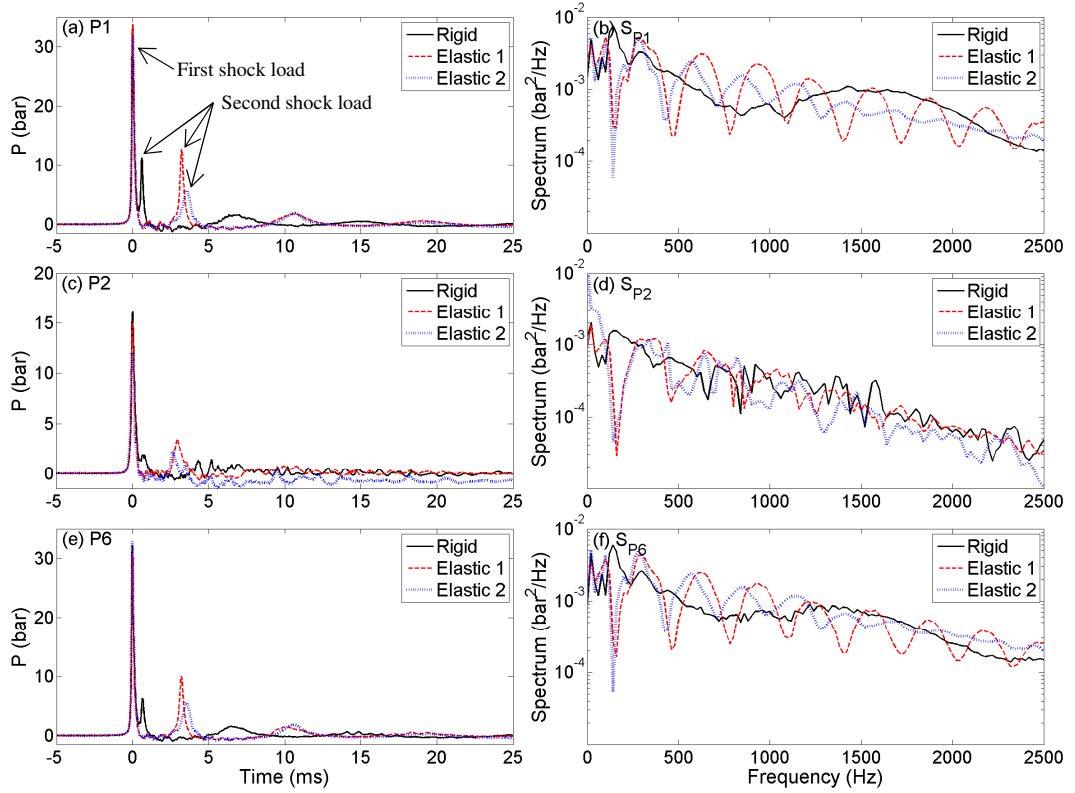 (a) P1
Rigid
Elastic 1
Elastic 2
First shock load
Second shock load
P (bar)
30
20
10
0
-5 0 5 10 15 20 25
(b) S_P1
Rigid
Elastic 1
Elastic 2
Spectrum (bar²/Hz)
10⁻²
10⁻³
10⁻⁴
0 500 1000 1500 2000 2500
(c) P2
Rigid
Elastic 1
Elastic 2
P (bar)
20
15
10
5
0
-5 0 5 10 15 20 25
(d) S_P2
Rigid
Elastic 1
Elastic 2
Spectrum (bar²/Hz)
10⁻²
10⁻³
10⁻⁴
0 500 1000 1500 2000 2500
(e) P6
Rigid
Elastic 1
Elastic 2
P (bar)
30
20
10
0
-5 0 5 10 15 20 25
Time (ms)
(f) S_P6
Rigid
Elastic 1
Elastic 2
Spectrum (bar²/Hz)
10⁻²
10⁻³
10⁻⁴
0 500 1000 1500 2000 2500
Frequency (Hz)